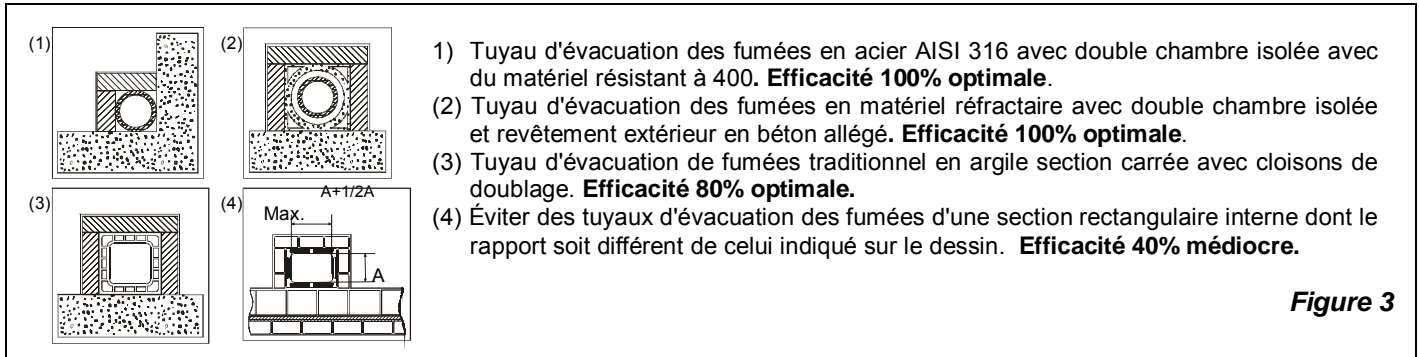 (1)
(2)
(3)
(4)
A+1/2A
Max.
A
1) Tuyau d'évacuation des fumées en acier AISI 316 avec double chambre isolée avec
du matériel résistant à 400. Efficacité 100% optimale.
(2) Tuyau d'évacuation des fumées en matériel réfractaire avec double chambre isolée
et revêtement extérieur en béton allégé. Efficacité 100% optimale.
(3) Tuyau d'évacuation de fumées traditionnel en argile section carrée avec cloisons de
doublage. Efficacité 80% optimale.
(4) Éviter des tuyaux d'évacuation des fumées d'une section rectangulaire interne dont le
rapport soit différent de celui indiqué sur le dessin. Efficacité 40% médiocre.
Figure 3